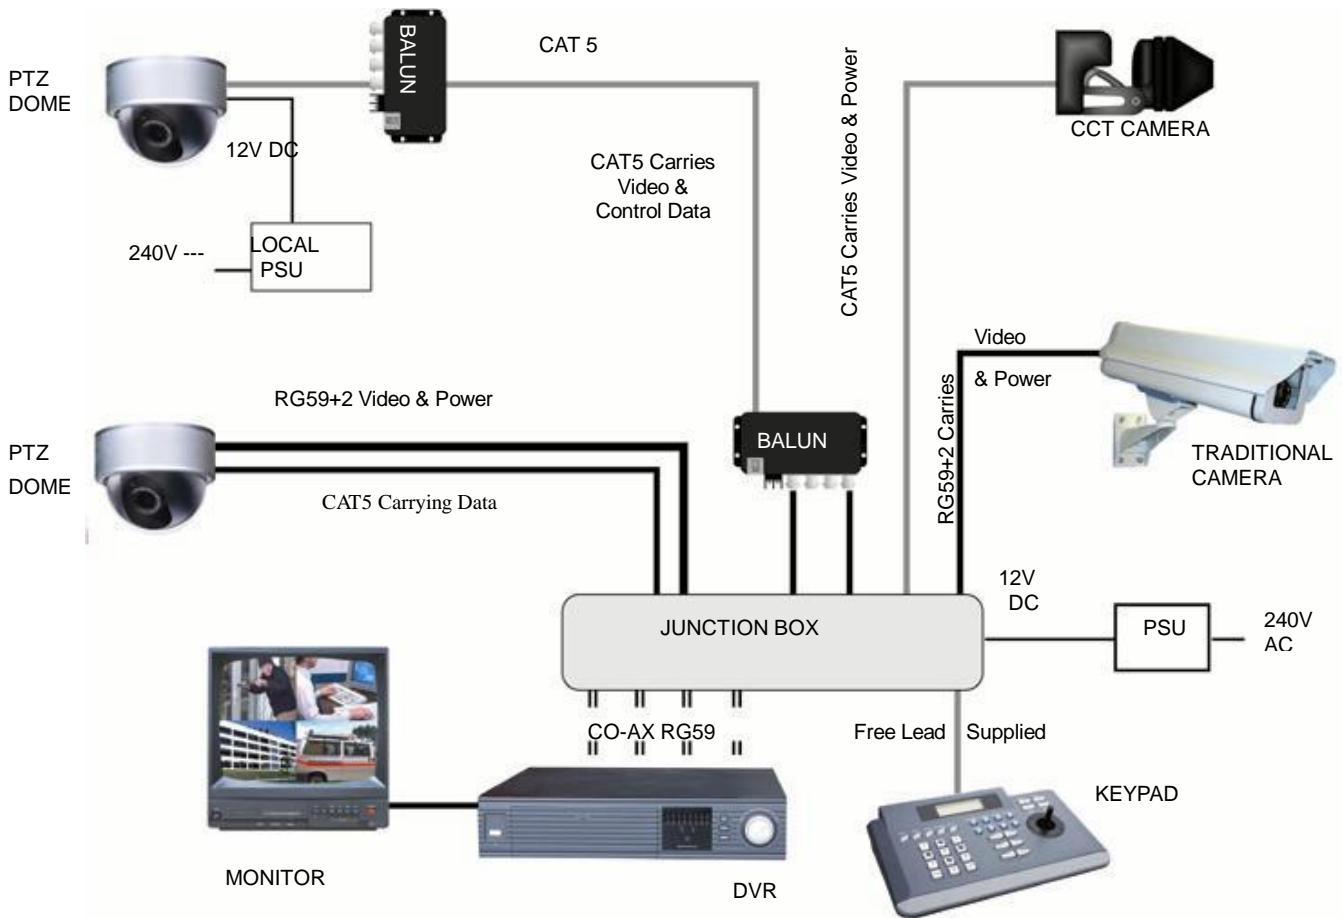 BALUN
CAT 5
PTZ
DOME
12V DC
CAT5 Carries
Video &
Control Data
CAT5 Carries Video & Power
CCT CAMERA
240V ---
LOCAL
PSU
RG59+2 Video & Power
PTZ
DOME
CAT5 Carrying Data
BALUN
Video
& Power
RG59+2 Carries
TRADITIONAL
CAMERA
JUNCTION BOX
12V
DC
PSU
240V
AC
CO-AX RG59
Free Lead Supplied
KEYPAD
MONITOR
DVR